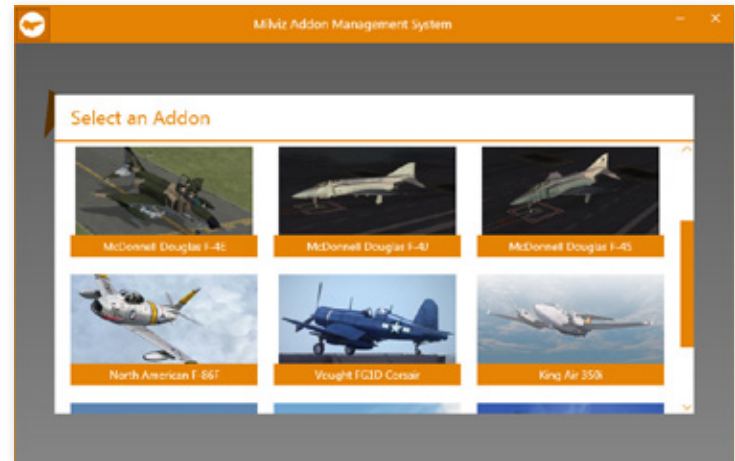 Milviz Addon Management System
Select an Addon
McDonnell Douglas F-4E
McDonnell Douglas F-4J
McDonnell Douglas F-4S
North American F-86F
Vought FG1D Corsair
King Air 350i